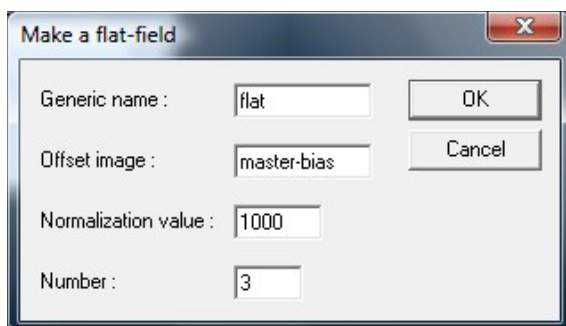 Make a flat-field
Generic name : flat OK
Offset image : master-bias Cancel
Normalization value : 1000
Number : 3